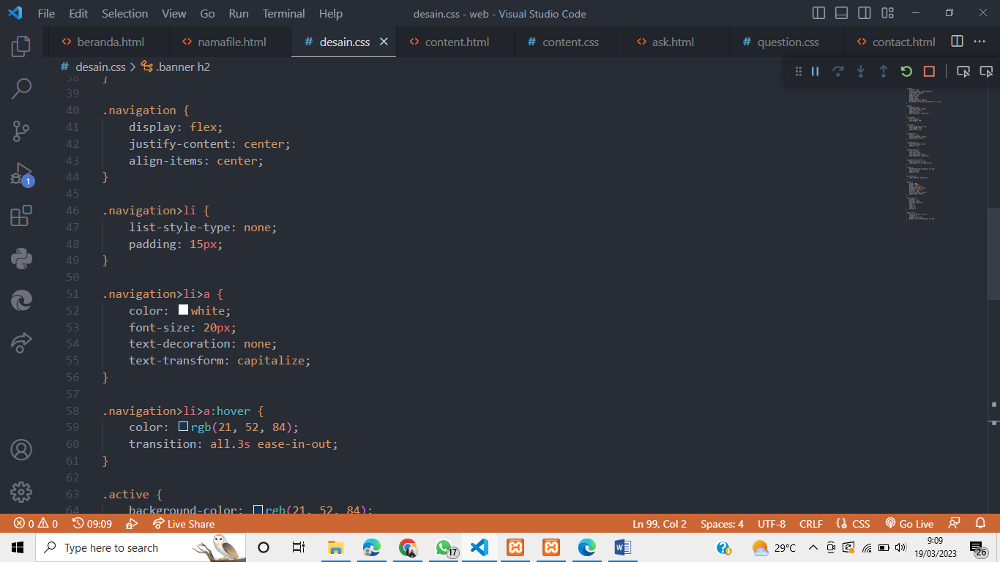 File Edit Selection View Go Run Terminal Help desain.css - web - Visual Studio Code
beranda.html namafile.html desain.css content.html content.css ask.html question.css contact.html
desain.css > .banner h2
38 }
39
40 .navigation {
41 display: flex;
42 justify-content: center;
43 align-items: center;
44 }
45
46 .navigation>li {
47 list-style-type: none;
48 padding: 15px;
49 }
50
51 .navigation>li>a {
52 color: white;
53 font-size: 20px;
54 text-decoration: none;
55 text-transform: capitalize;
56 }
57
58 .navigation>li>a:hover {
59 color: rgb(21, 52, 84);
60 transition: all.3s ease-in-out;
61 }
62
63 .active {
64 background-color: rgb(21, 52, 84);
1
0 0 09:09 Live Share Ln 99, Col 2 Spaces: 4 UTF-8 CRLF CSS Go Live
Type here to search 17 29°C 9:09
19/03/2023 26